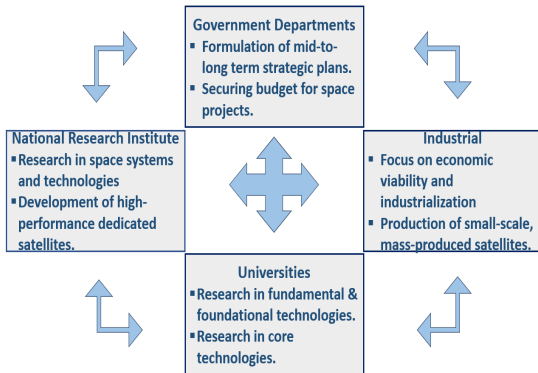 Government Departments
▪ Formulation of mid-to-
long term strategic plans.
▪ Securing budget for space
projects.
National Research Institute
▪Research in space systems
and technologies
▪Development of high-
performance dedicated
satellites.
Industrial
▪ Focus on economic
viability and
industrialization
▪ Production of small-scale,
mass-produced satellites.
Universities
▪Research in fundamental &
foundational technologies.
▪Research in core
technologies.